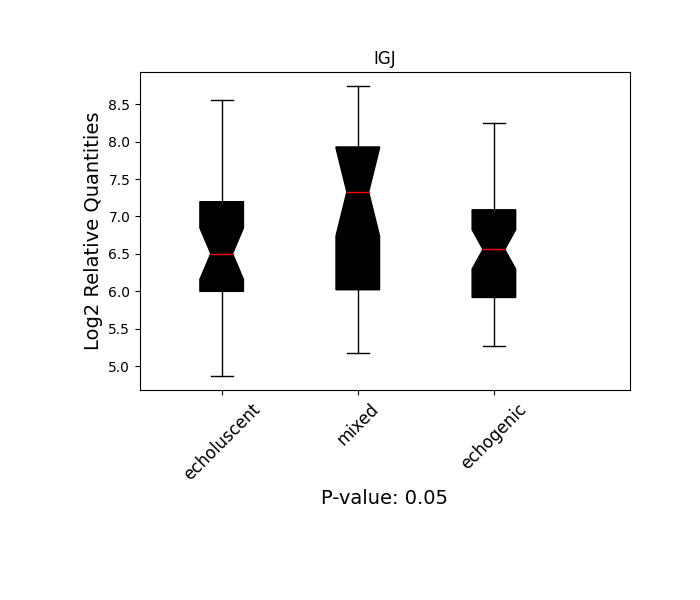 IGJ
Log2 Relative Quantities
8.5
8.0
7.5
7.0
6.5
6.0
5.5
5.0
echoluscent
mixed
echogenic
P-value: 0.05